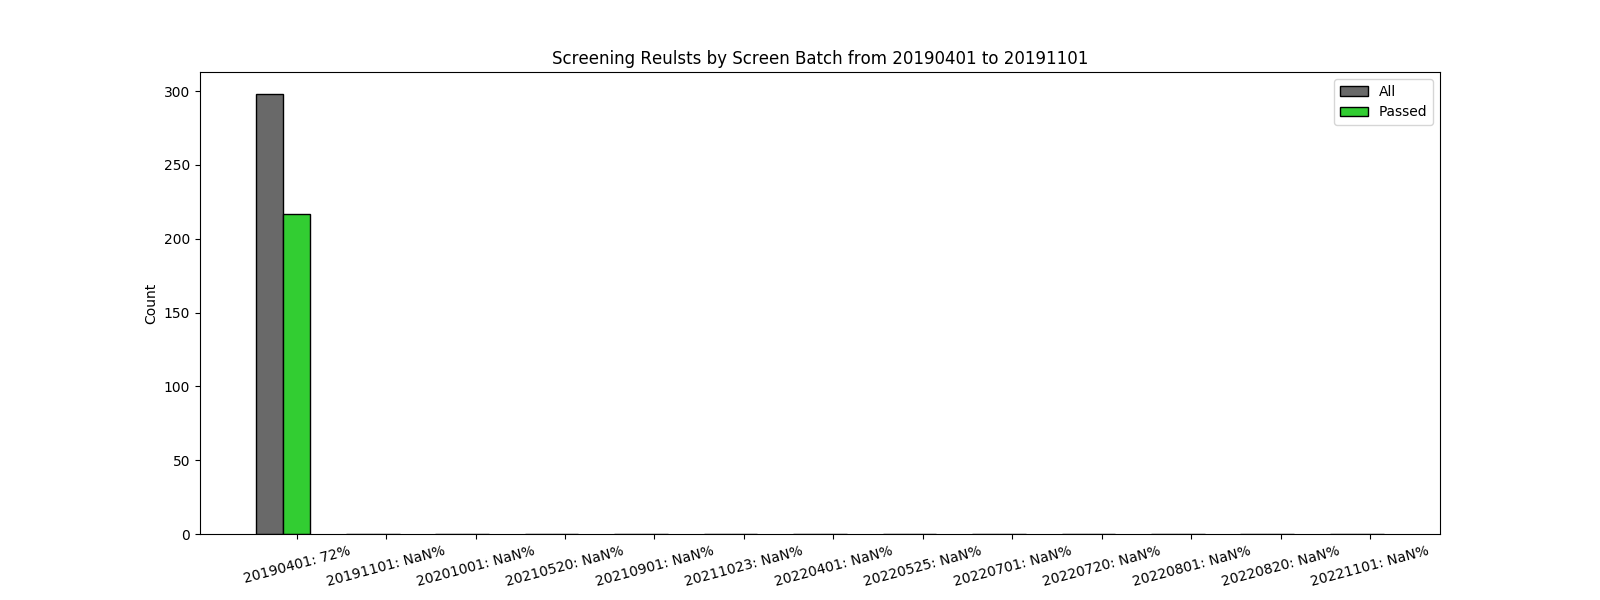 Screening Reulsts by Screen Batch from 20190401 to 20191101
All
Passed
300
250
200
150
100
50
0
Count
20190401: 72%
20191101: NaN%
20201001: NaN%
20210520: NaN%
20210901: NaN%
20211023: NaN%
20220401: NaN%
20220525: NaN%
20220701: NaN%
20220720: NaN%
20220801: NaN%
20220820: NaN%
20221101: NaN%